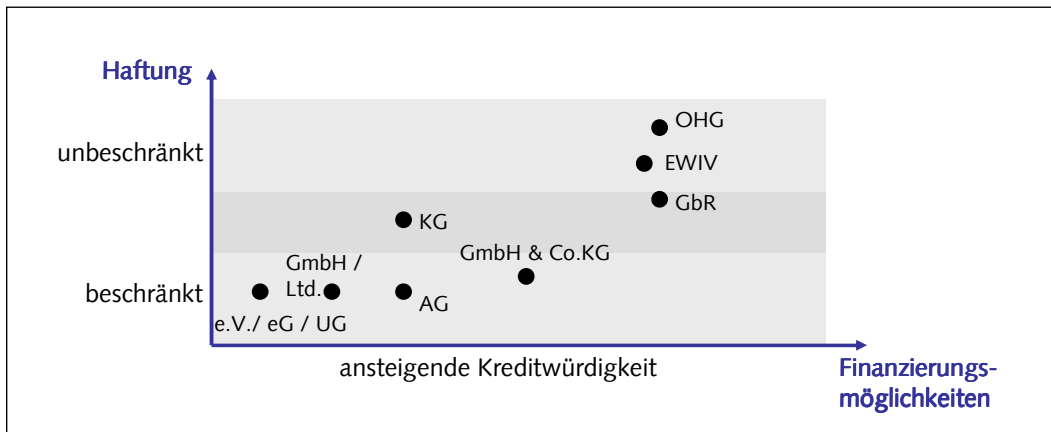 Haftung
OHG
unbeschränkt
EWIV
GbR
KG
GmbH & Co.KG
GmbH /
Ltd.
beschränkt
AG
e.V./ eG / UG
ansteigende Kreditwürdigkeit
Finanzierungs-
möglichkeiten